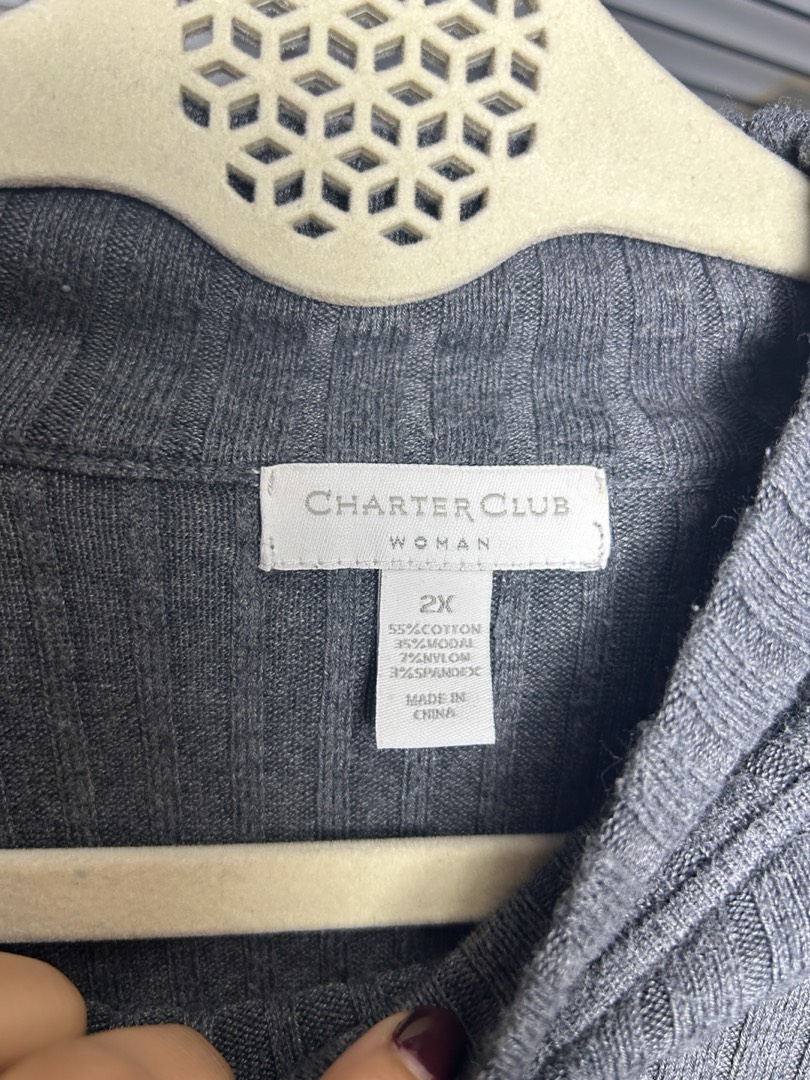 CHARTER CLUB
WOMAN
2X
55%COTTON
35%MODAL
7%NYLON
3%SPANDEX
MADE IN
CHINA